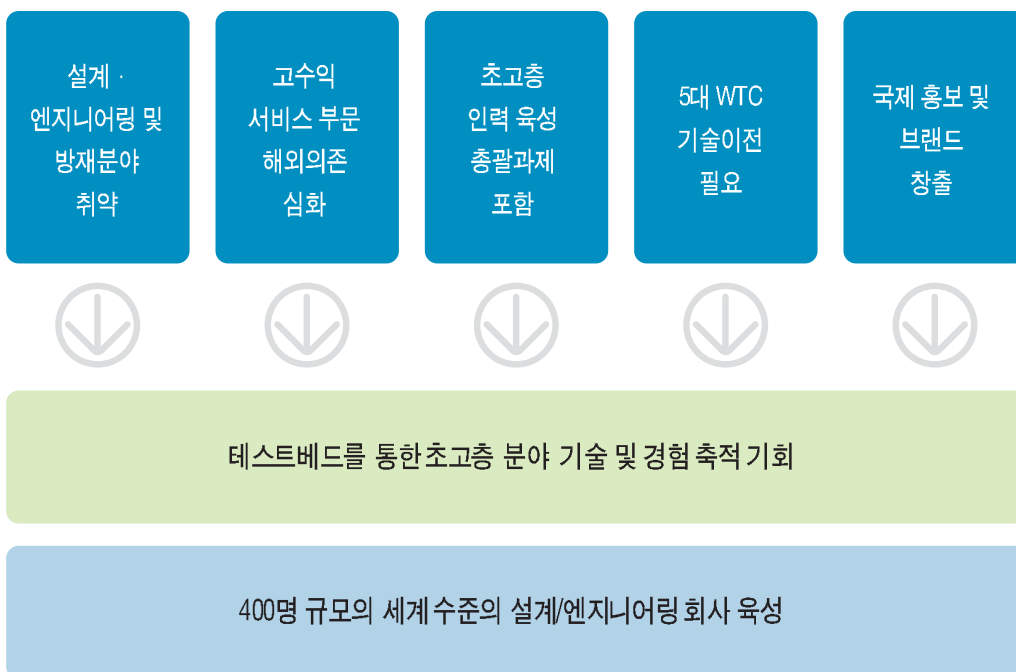 설계 ·
엔지니어링 및
방재분야
취약
고수익
서비스 부문
해외의존
심화
초고층
인력 육성
총괄과제
포함
5대 WTC
기술이전
필요
국제 홍보 및
브랜드
창출
테스트베드를 통한 초고층 분야 기술 및 경험 축적 기회
400명 규모의 세계 수준의 설계/엔지니어링 회사 육성